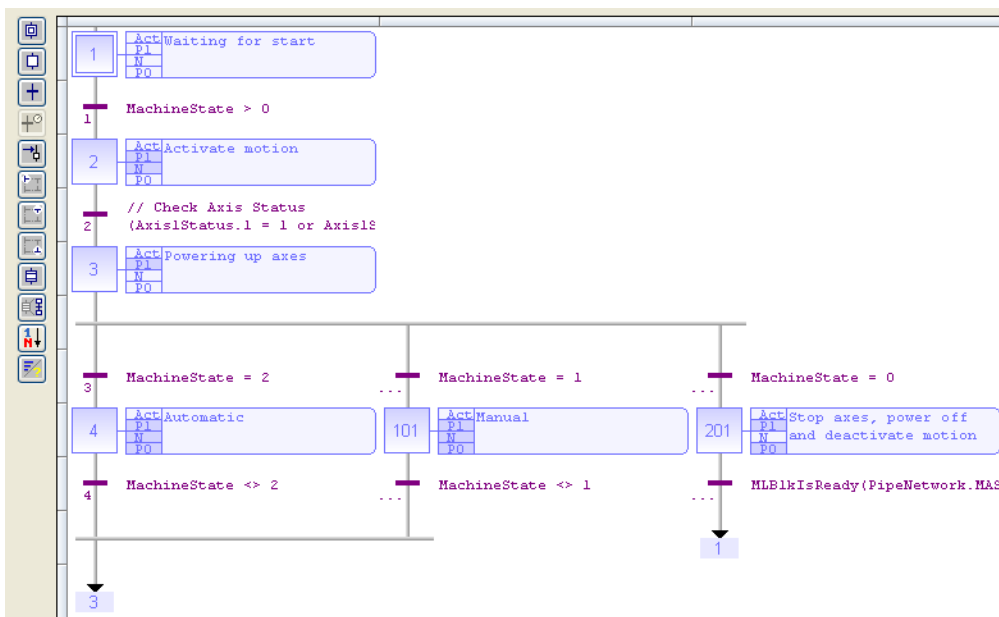 1
Act Waiting for start
P1
N
P0
MachineState > 0
1
2
Act Activate motion
P1
N
P0
// Check Axis Status
2
(Axis1Status.1 = 1 or Axis1S
3
Act Powering up axes
P1
N
P0
3
MachineState = 2
...
MachineState = 1
...
MachineState = 0
4
Act Automatic
P1
N
P0
101
Act Manual
P1
N
P0
201
Act Stop axes, power off
P1
N and deactivate motion
P0
4
MachineState <> 2
...
MachineState <> 1
...
MLBlkIsReady(PipeNetwork.MAS
1
3